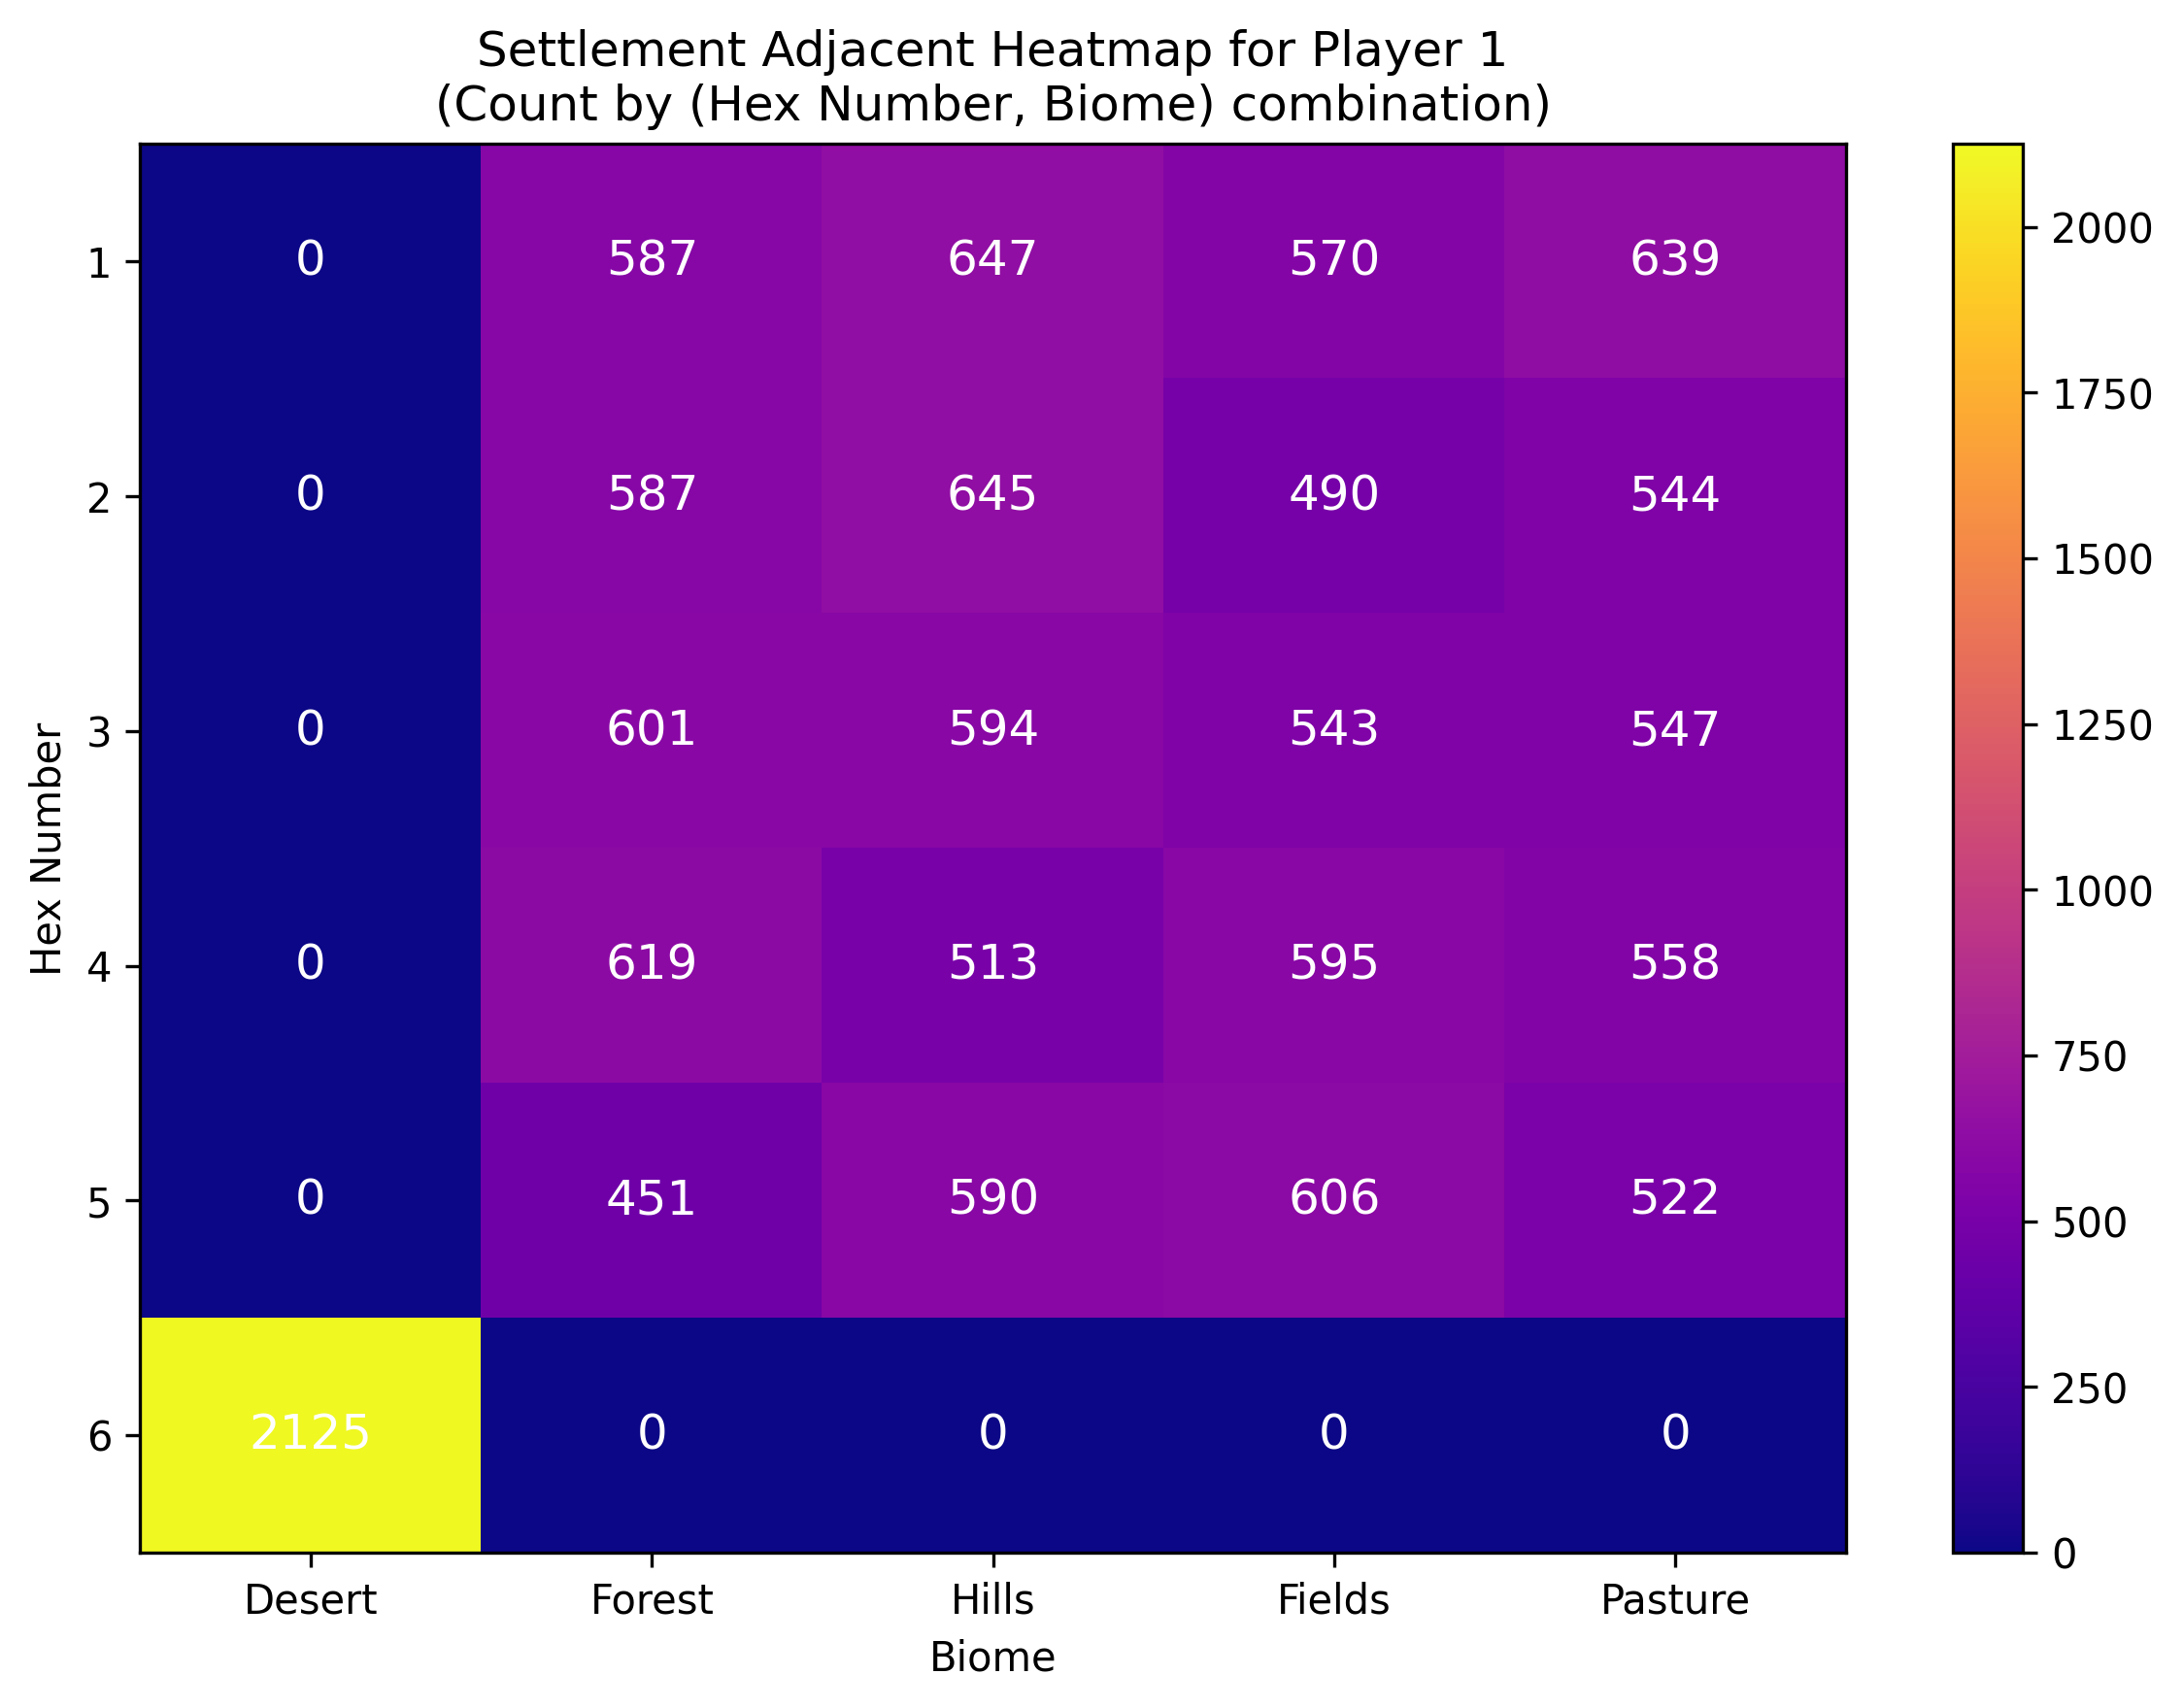 Settlement Adjacent Heatmap for Player 1
(Count by (Hex Number, Biome) combination)
Hex Number
1 0 587 647 570 639
2 0 587 645 490 544
3 0 601 594 543 547
4 0 619 513 595 558
5 0 451 590 606 522
6 2125 0 0 0 0
Desert Forest Hills Fields Pasture
Biome
2000
1750
1500
1250
1000
750
500
250
0